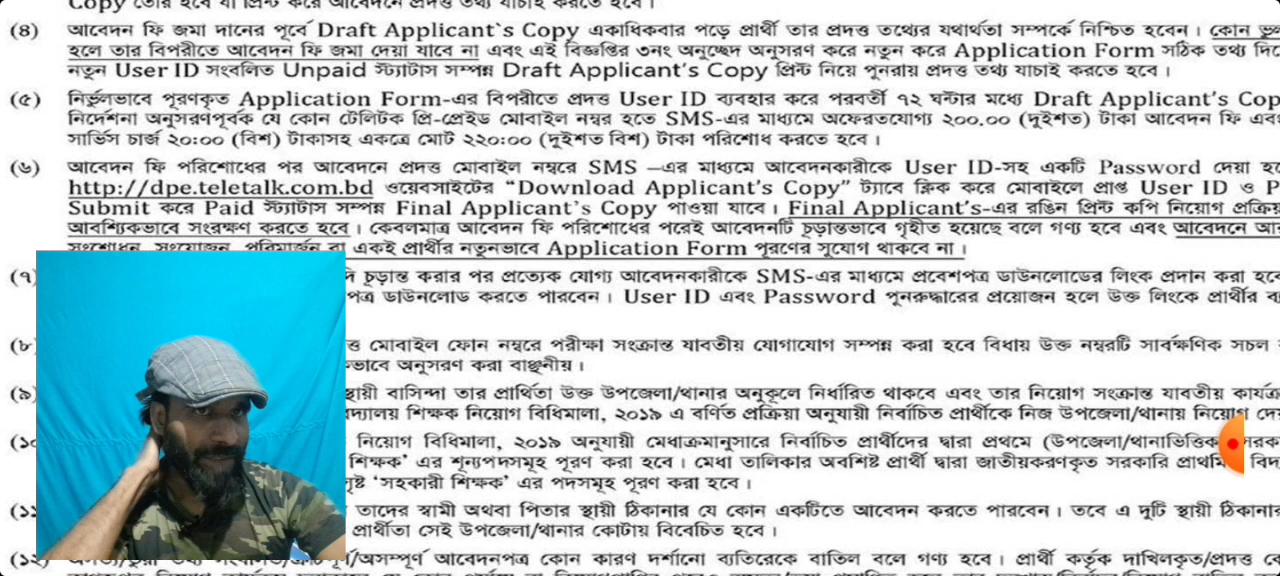 Copy তৈরি হবে যা প্রিন্ট করে আবেদনে প্রদত্ত তথ্য যাচাই করতে হবে।
(৪) আবেদন ফি জমা দানের পূর্বে Draft Applicant`s Copy একাধিকবার পড়ে প্রার্থী তার প্রদত্ত তথ্যের যথার্থতা সম্পর্কে নিশ্চিত হবেন। কোন
হলে তার বিপরীতে আবেদন ফি জমা দেয়া যাবে না এবং এই বিজ্ঞপ্তির ৩নং অনুচ্ছেদ অনুসরণ করে নতুন করে Application Form সঠিক তথ্য
নতুন User ID সংবলিত Unpaid স্ট্যাটাস সম্পন্ন Draft Applicant's Copy প্রিন্ট নিয়ে পুনরায় প্রদত্ত তথ্য যাচাই করতে হবে।
(৫) নির্ভুলভাবে পূরণকৃত Application Form-এর বিপরীতে প্রদত্ত User ID ব্যবহার করে পরবর্তী ৭২ ঘন্টার মধ্যে Draft Applicant's Cop
নির্দেশনা অনুসরণপূর্বক যে কোন টেলিটক প্রি-প্রেইড মোবাইল নম্বর হতে SMS-এর মাধ্যমে অফেরতযোগ্য ২০০.০০ (দুইশত) টাকা আবেদন ফি
সার্ভিস চার্জ ২০:০০ (বিশ) টাকাসহ একত্রে মোট ২২০:০০ (দুইশত বিশ) টাকা পরিশোধ করতে হবে।
(৬) আবেদন ফি পরিশোধের পর আবেদনে প্রদত্ত মোবাইল নম্বরে SMS –এর মাধ্যমে আবেদনকারীকে User ID-সহ একটি Password দেয়া
http://dpe.teletalk.com.bd ওয়েবসাইটের “Download Applicant's Copy” ট্যাবে ক্লিক করে মোবাইলে প্রাপ্ত User ID ও P
Submit করে Paid স্ট্যাটাস সম্পন্ন Final Applicant's Copy পাওয়া যাবে। Final Applicant's-এর রঙিন প্রিন্ট কপি নিয়োগ
আবশ্যিকভাবে সংরক্ষণ করতে হবে। কেবলমাত্র আবেদন ফি পরিশোধের পরেই আবেদনটি চূড়ান্তভাবে গৃহীত হয়েছে বলে গণ্য হবে এবং আবেদনে
সংশোধন, সংযোজন, পরিমার্জন বা একই প্রার্থীর নতুনভাবে Application Form পূরণের সুযোগ থাকবে না।
(৭) দি চূড়ান্ত করার পর প্রত্যেক যোগ্য আবেদনকারীকে SMS-এর মাধ্যমে প্রবেশপত্র ডাউনলোডের লিংক প্রদান করা
পত্র ডাউনলোড করতে পারবেন। User ID এবং Password পুনরুদ্ধারের প্রয়োজন হলে উক্ত লিংকে প্রার্থীর
(৮) ত্ত মোবাইল ফোন নম্বরে পরীক্ষা সংক্রান্ত যাবতীয় যোগাযোগ সম্পন্ন করা হবে বিধায় উক্ত নম্বরটি সার্বক্ষণিক সচল
ভাবে অনুসরণ করা বাঞ্ছনীয়।
(৯) স্থায়ী বাসিন্দা তার প্রার্থিতা উক্ত উপজেলা/থানার অনুকূলে নির্ধারিত থাকবে এবং তার নিয়োগ সংক্রান্ত যাবতীয়
বিদ্যালয় শিক্ষক নিয়োগ বিধিমালা, ২০১৯ এ বর্ণিত প্রক্রিয়া অনুযায়ী নির্বাচিত প্রার্থীকে নিজ উপজেলা/থানায় নিয়োগ
(১০ নিয়োগ বিধিমালা, ২০১৯ অনুযায়ী মেধাক্রমানুসারে নির্বাচিত প্রার্থীদের দ্বারা প্রথমে (উপজেলা/থানাভিত্তিক
শিক্ষক’ এর শূন্যপদসমূহ পূরণ করা হবে। মেধা তালিকার অবশিষ্ট প্রার্থী দ্বারা জাতীয়করণকৃত সরকারি
সৃষ্ট ‘সহকারী শিক্ষক’ এর পদসমূহ পূরণ করা হবে।
(১১ তাদের স্বামী অথবা পিতার স্থায়ী ঠিকানার যে কোন একটিতে আবেদন করতে পারবেন। তবে এ দুটি স্থায়ী
প্রার্থীতা সেই উপজেলা/থানার কোটায় বিবেচিত হবে।
(১২) /অসম্পূর্ণ আবেদনপত্র কোন কারণ দর্শানো ব্যতিরেকে বাতিল বলে গণ্য হবে। প্রার্থী কর্তৃক দাখিলকৃত/প্রদত্ত